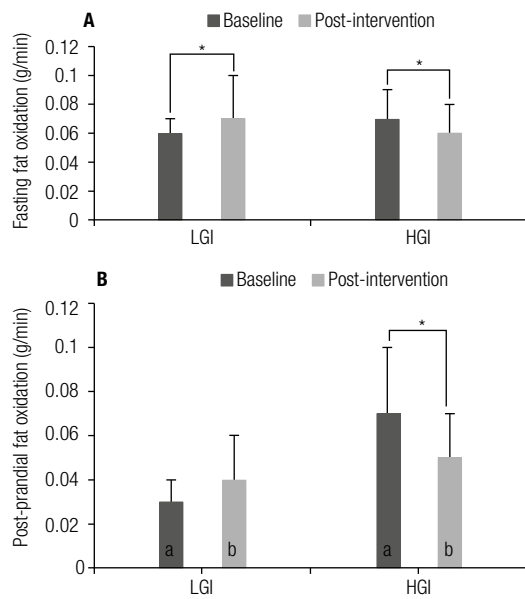 A
Baseline Post-intervention
Fasting fat oxidation (g/min)
0.12
0.1
0.08
0.06
0.04
0.02
0
*
*
LGI HGI
B
Baseline Post-intervention
Post-prandial fat oxidation (g/min)
0.12
0.1
0.08
0.06
0.04
0.02
0
*
a b a b
LGI HGI